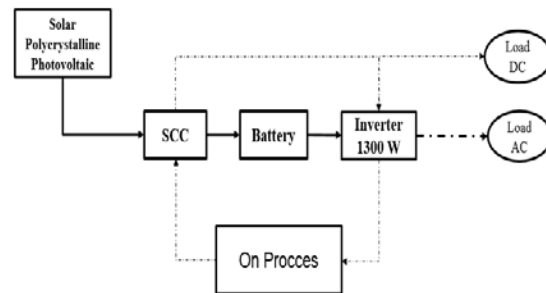 Solar
Polycrystalline
Photovoltaic
Load
DC
SCC
Battery
Inverter
1300 W
Load
AC
On Procces